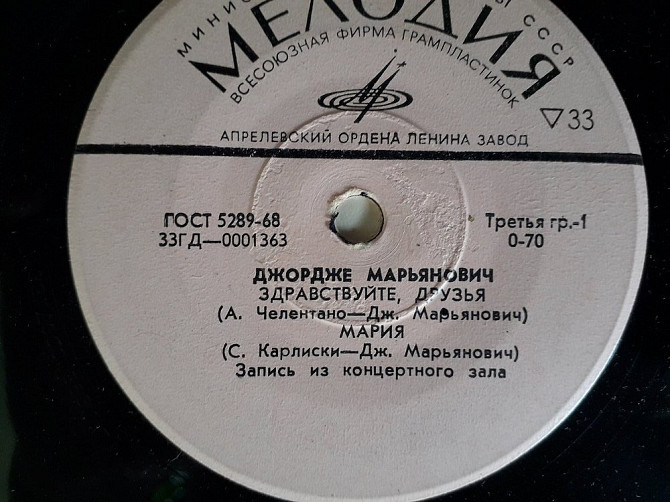 МИНИС Ы СССР
МЕЛОДИЯ
ВСЕСОЮЗНАЯ ФИРМА ГРАМПЛАСТИНОК
▽33
АПРЕЛЕВСКИЙ ОРДЕНА ЛЕНИНА ЗАВОД
ГОСТ 5289-68
33ГД—0001363
Третья гр.-1
0-70
ДЖОРДЖЕ МАРЬЯНОВИЧ
ЗДРАВСТВУЙТЕ, ДРУЗЬЯ
(А. Челентано—Дж. Марьянович)
МАРИЯ
(С. Карлиски—Дж. Марьянович)
Запись из концертного зала